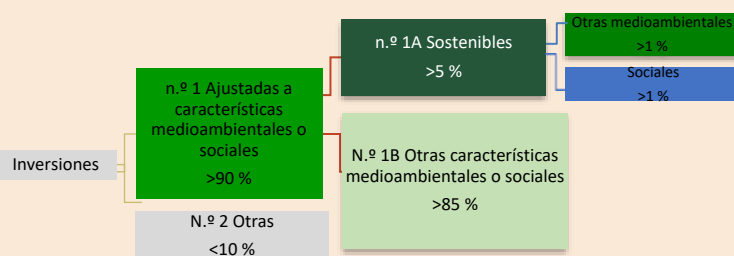 Inversiones
n.º 1 Ajustadas a
características
medioambientales o
sociales
>90 %
N.º 2 Otras
<10 %
n.º 1A Sostenibles
>5 %
N.º 1B Otras características
medioambientales o sociales
>85 %
Otras medioambientales
>1 %
Sociales
>1 %